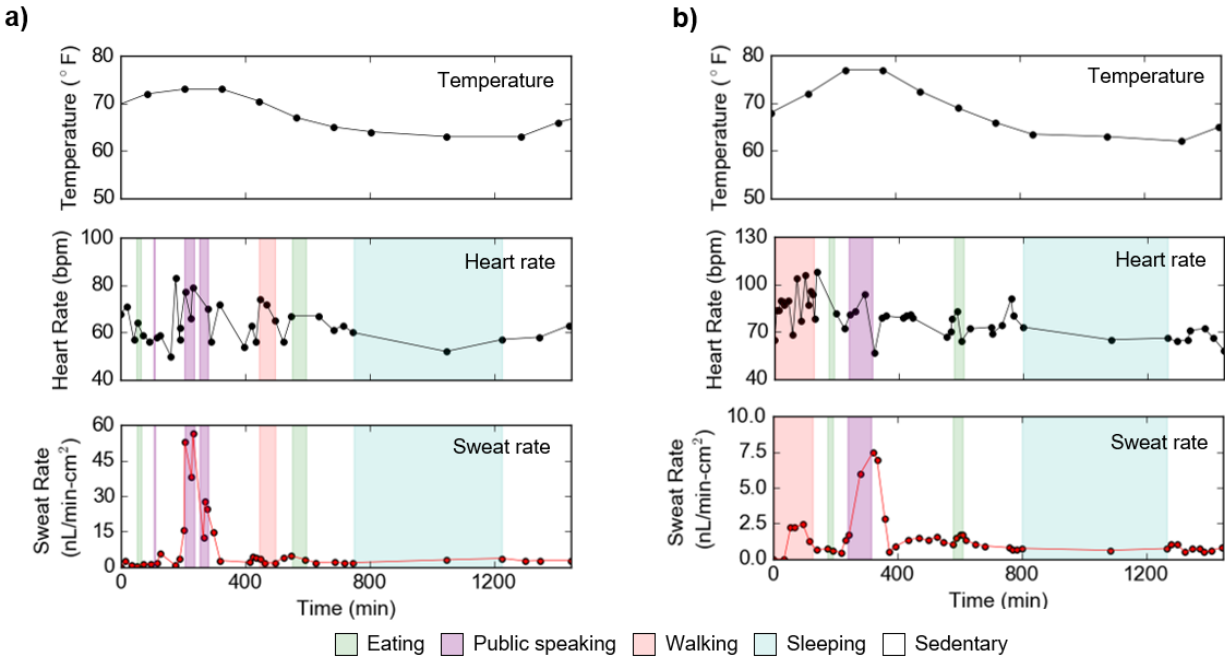 a)
80
70
60
50
Temperature (° F)
Temperature
100
80
60
40
Heart Rate (bpm)
Heart rate
60
45
30
15
0
Sweat Rate
(nL/min-cm²)
Sweat rate
0 400 800 1200
Time (min)
b)
80
70
60
50
Temperature (° F)
Temperature
130
100
70
40
Heart Rate (bpm)
Heart rate
10.0
7.5
5.0
2.5
0.0
Sweat Rate
(nL/min-cm²)
Sweat rate
0 400 800 1200
Time (min)
Eating Public speaking Walking Sleeping Sedentary